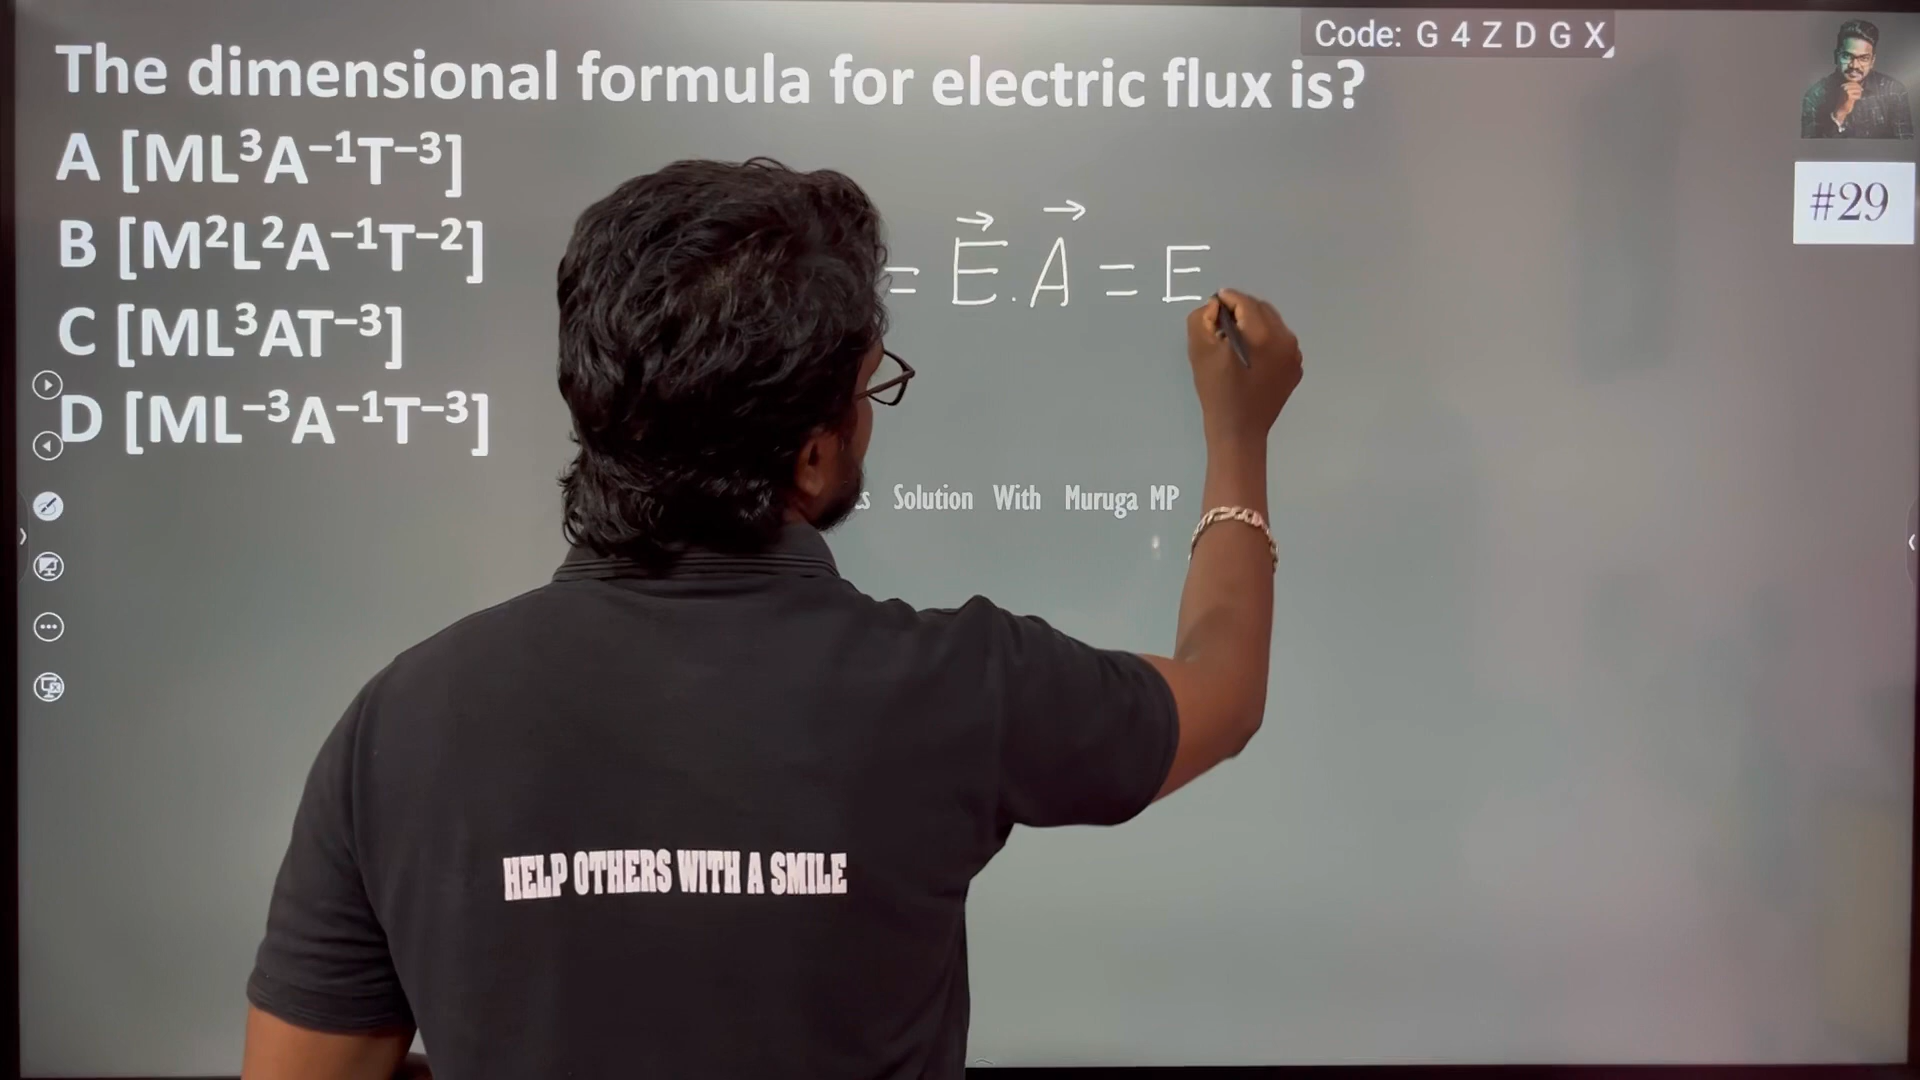 Code: G 4 Z D G X
The dimensional formula for electric flux is?
A [ML³A⁻¹T⁻³]
B [M²L²A⁻¹T⁻²]
C [ML³AT⁻³]
D [ML⁻³A⁻¹T⁻³]
#29
= E⃗.A⃗ = E
Solution With Muruga MP
HELP OTHERS WITH A SMILE